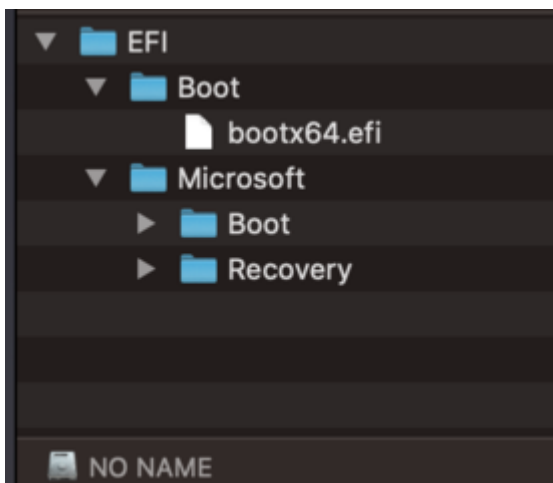 EFI
Boot
bootx64.efi
Microsoft
Boot
Recovery
NO NAME